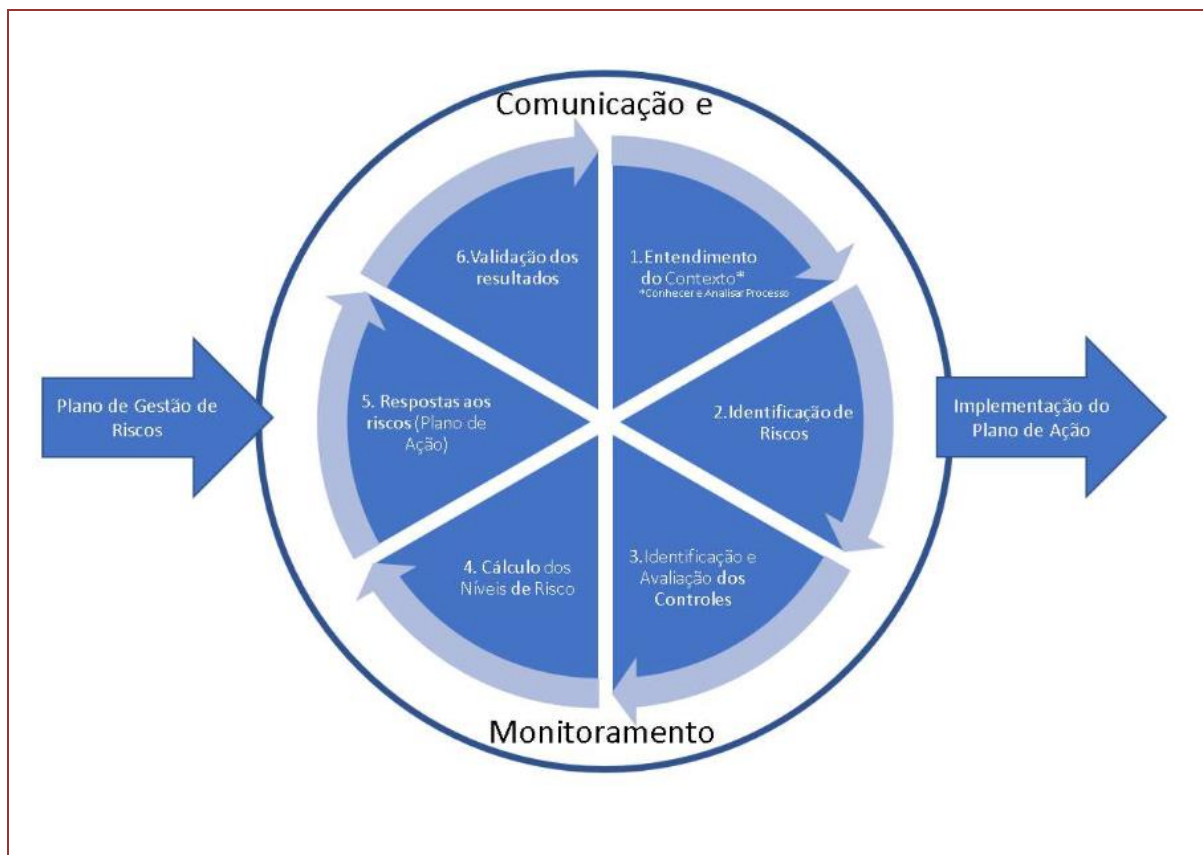 Comunicação e
6.Validação dos
resultados
1.Entendimento
do Contexto*
*Conhecer e Analisar Processo
Plano de Gestão de
Riscos
5. Respostas aos
riscos (Plano de
Ação)
2.Identificação de
Riscos
Implementação do
Plano de Ação
4. Cálculo dos
Níveis de Risco
3.Identificação e
Avaliação dos
Controles
Monitoramento